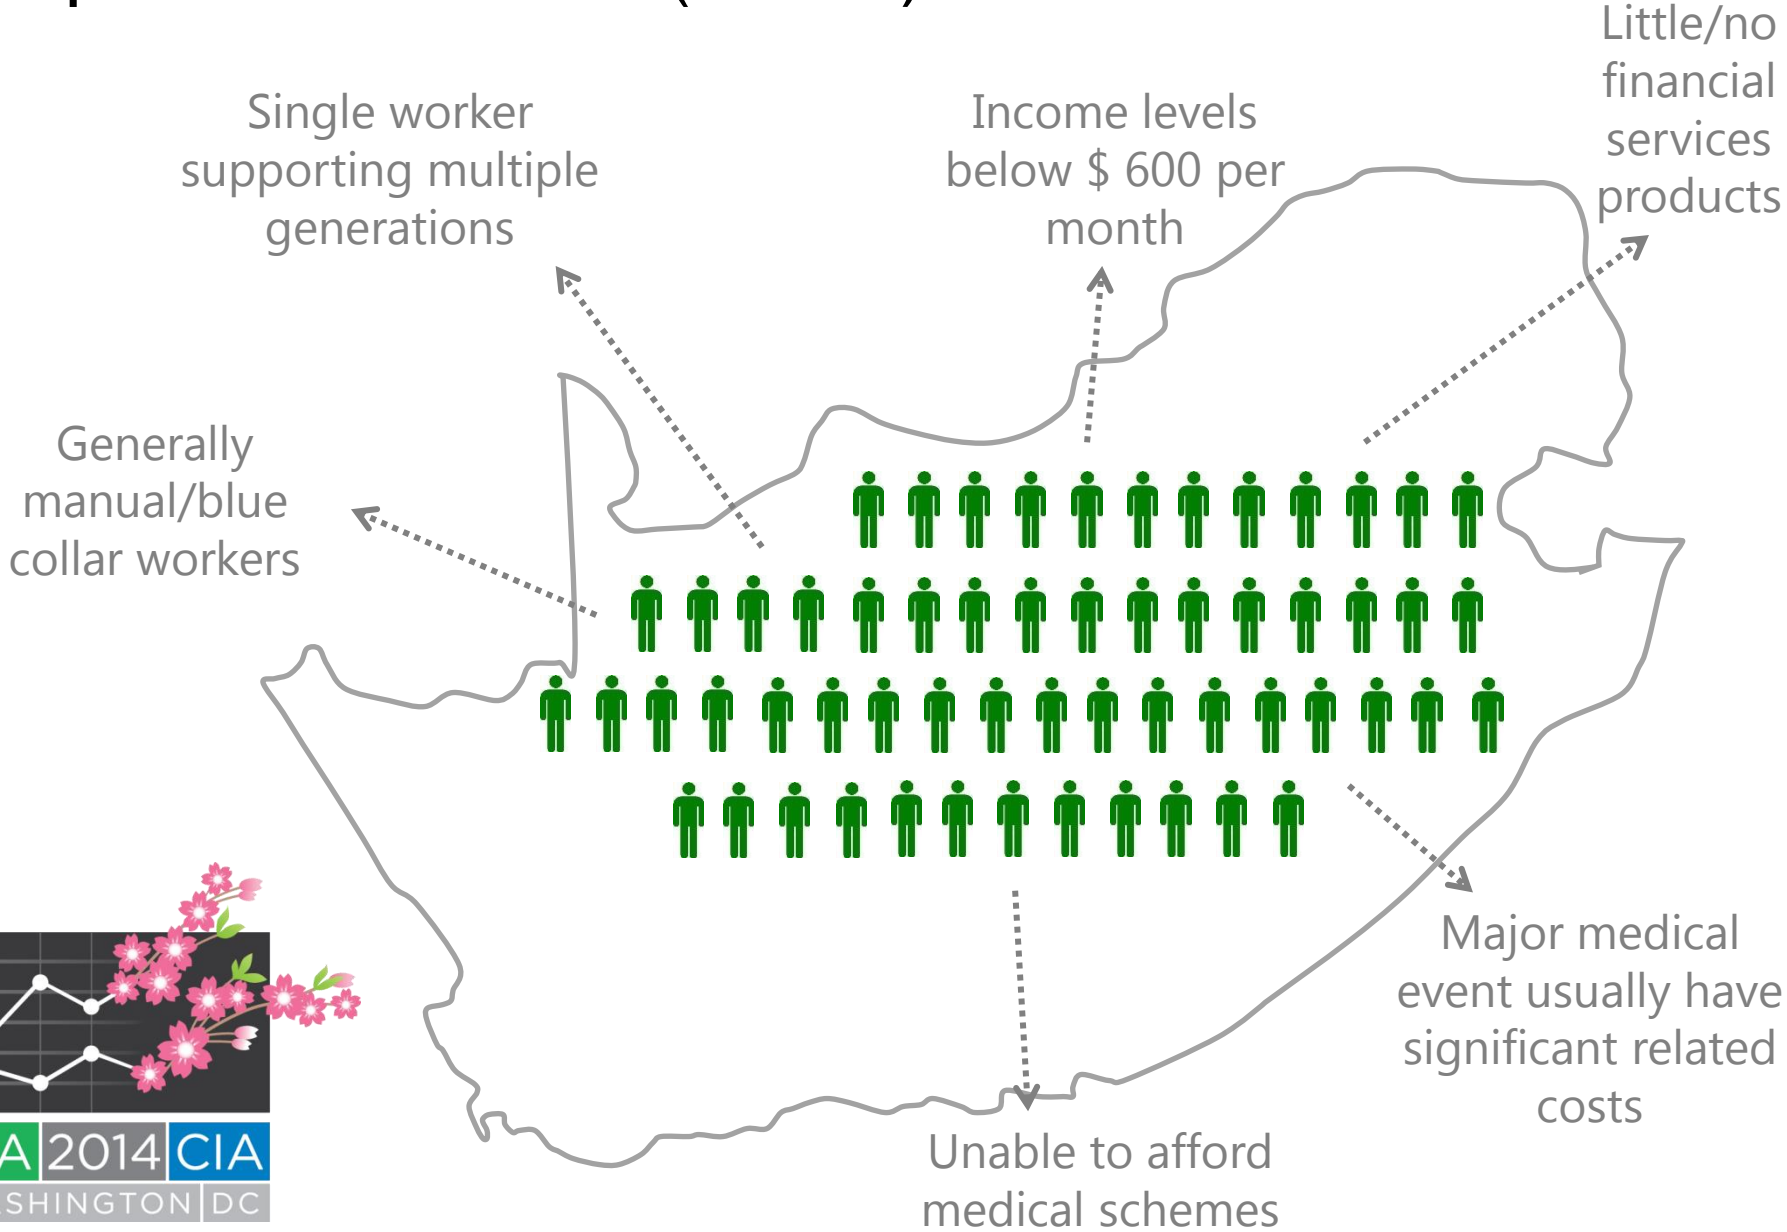 Little/no
financial
services
products
Single worker
supporting multiple
generations
Income levels
below $ 600 per
month
Generally
manual/blue
collar workers
Major medical
event usually have
significant related
costs
Unable to afford
medical schemes
A 2014 CIA
SHINGTON DC